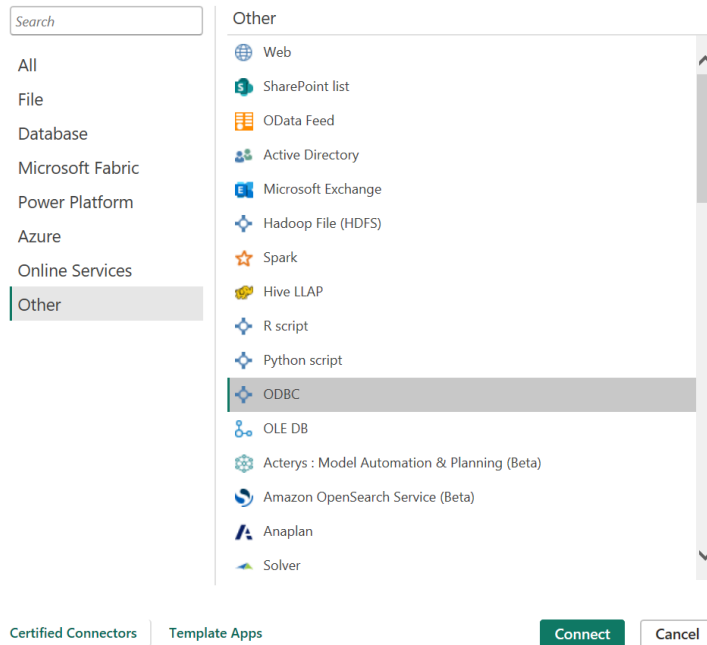 Search
All
File
Database
Microsoft Fabric
Power Platform
Azure
Online Services
Other
Other
Web
SharePoint list
OData Feed
Active Directory
Microsoft Exchange
Hadoop File (HDFS)
Spark
Hive LLAP
R script
Python script
ODBC
OLE DB
Acterys : Model Automation & Planning (Beta)
Amazon OpenSearch Service (Beta)
Anaplan
Solver
Certified Connectors
Template Apps
Connect
Cancel